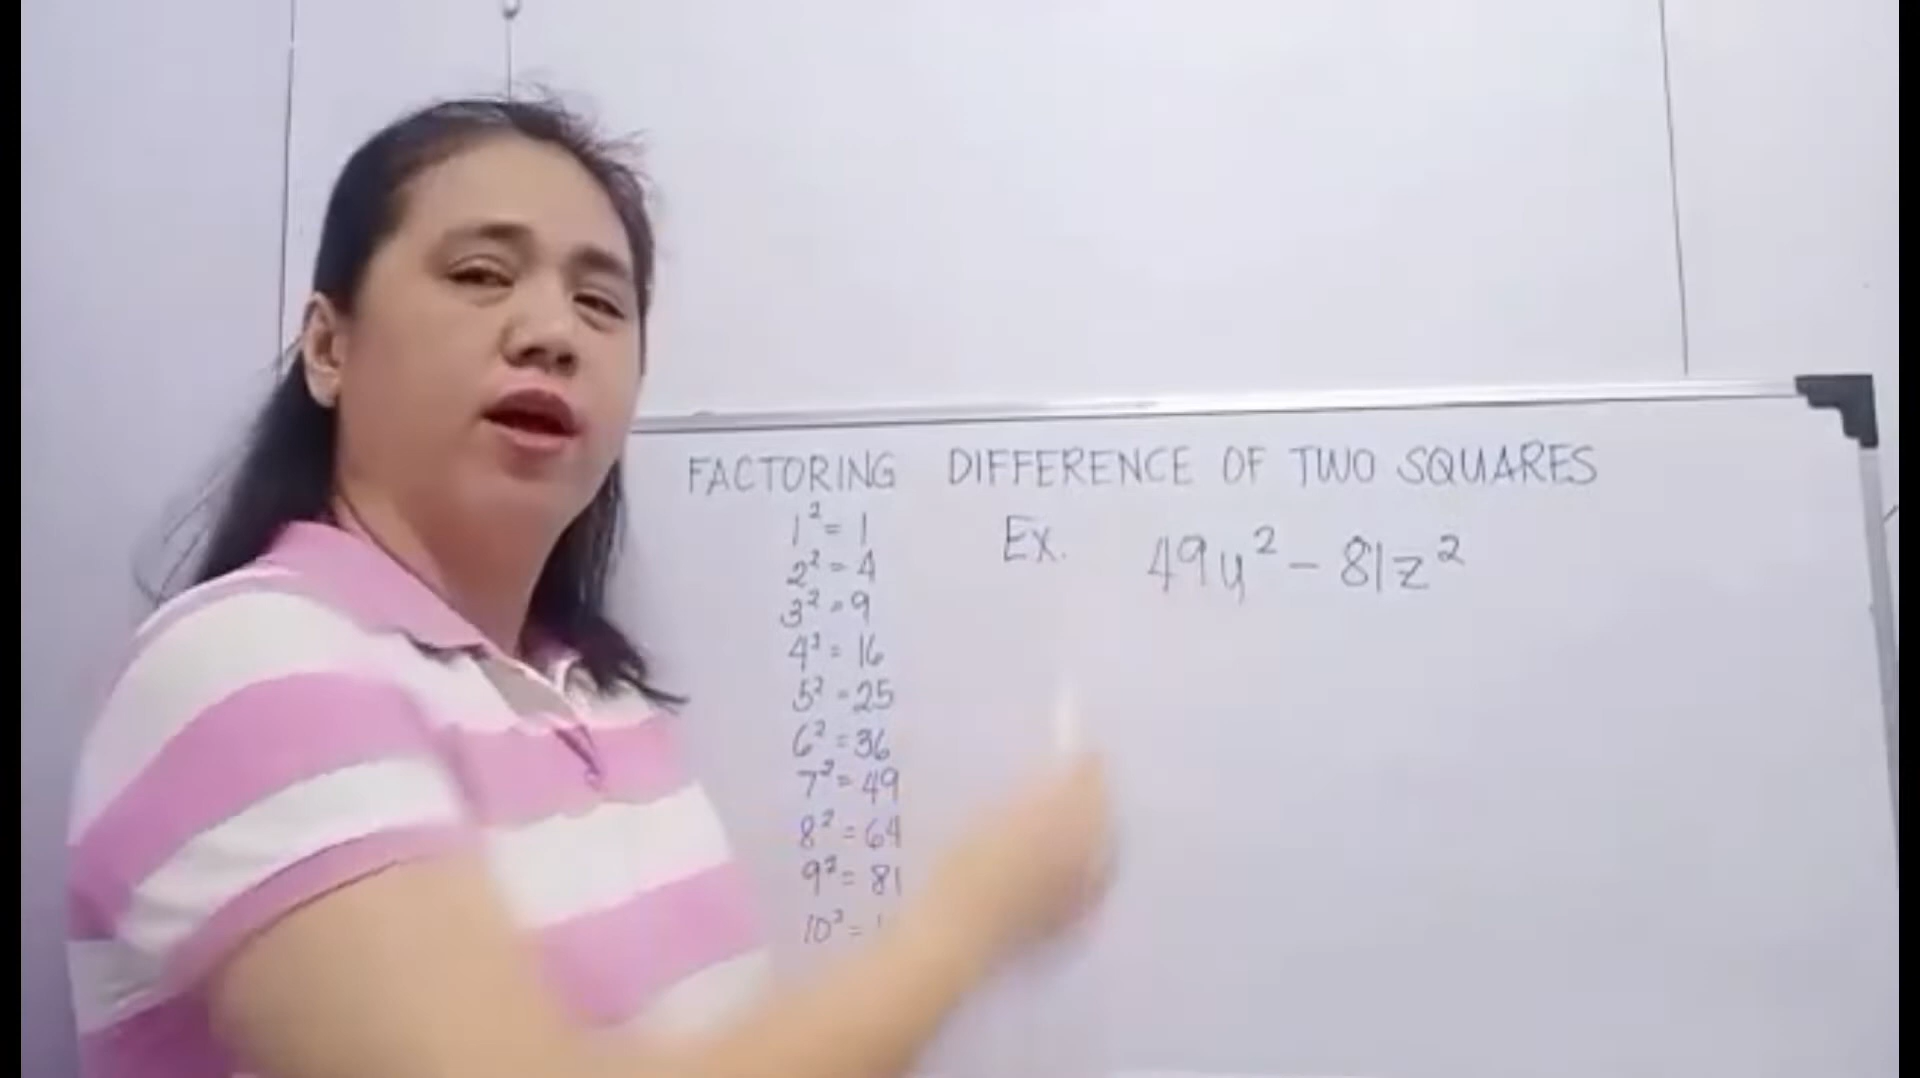 FACTORING DIFFERENCE OF TWO SQUARES
1² = 1
2² = 4
3² = 9
4² = 16
5² = 25
6² = 36
7² = 49
8² = 64
9² = 81
10² =
Ex. 49y² - 81z²